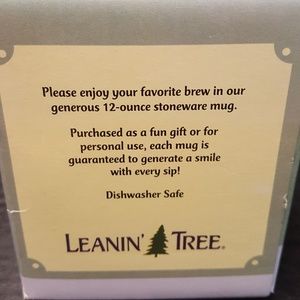 Please enjoy your favorite brew in our
generous 12-ounce stoneware mug.
Purchased as a fun gift or for
personal use, each mug is
guaranteed to generate a smile
with every sip!
Dishwasher Safe
LEANIN' TREE®